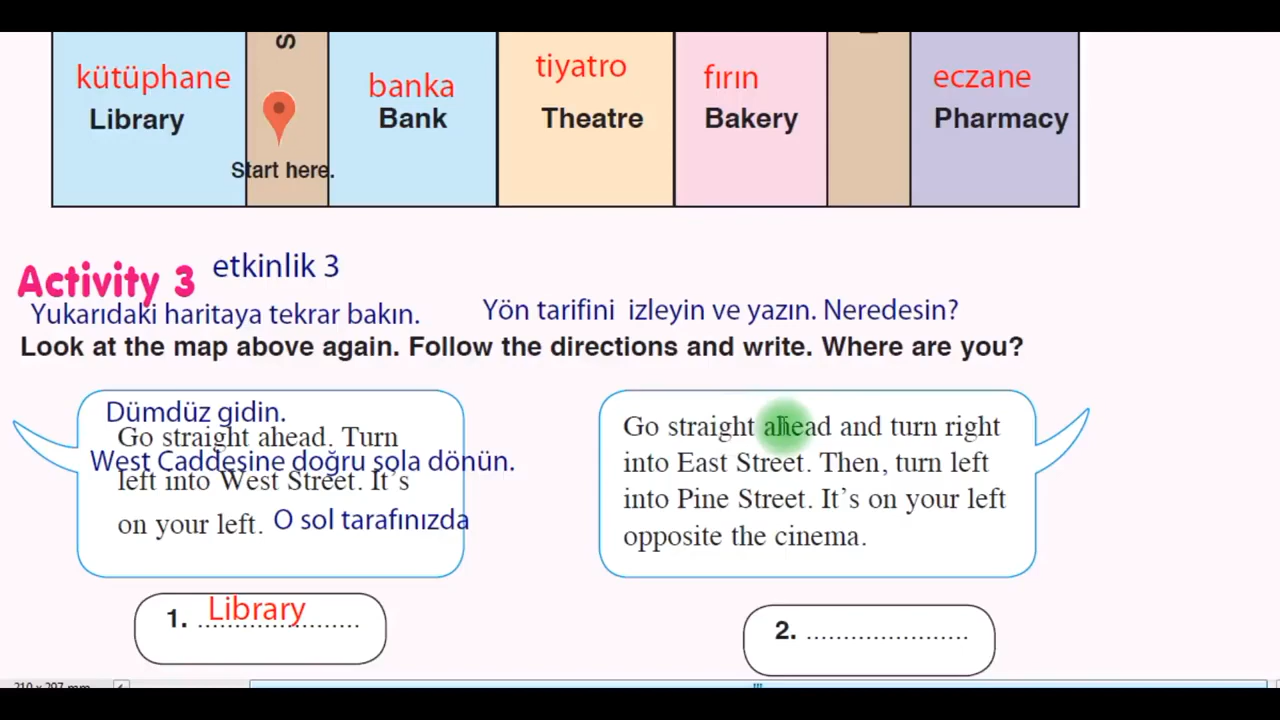 S
kütüphane
banka
tiyatro
fırın
eczane
Library
Bank
Theatre
Bakery
Pharmacy
Start here.
Activity 3
etkinlik 3
Yukarıdaki haritaya tekrar bakın.
Yön tarifini izleyin ve yazın. Neredesin?
Look at the map above again. Follow the directions and write. Where are you?
Dümdüz gidin.
Go straight ahead. Turn
West Caddesine doğru sola dönün.
left into West Street. It's
on your left.
O sol tarafınızda
Go straight ahead and turn right
into East Street. Then, turn left
into Pine Street. It's on your left
opposite the cinema.
1. ......................
Library
2. ......................